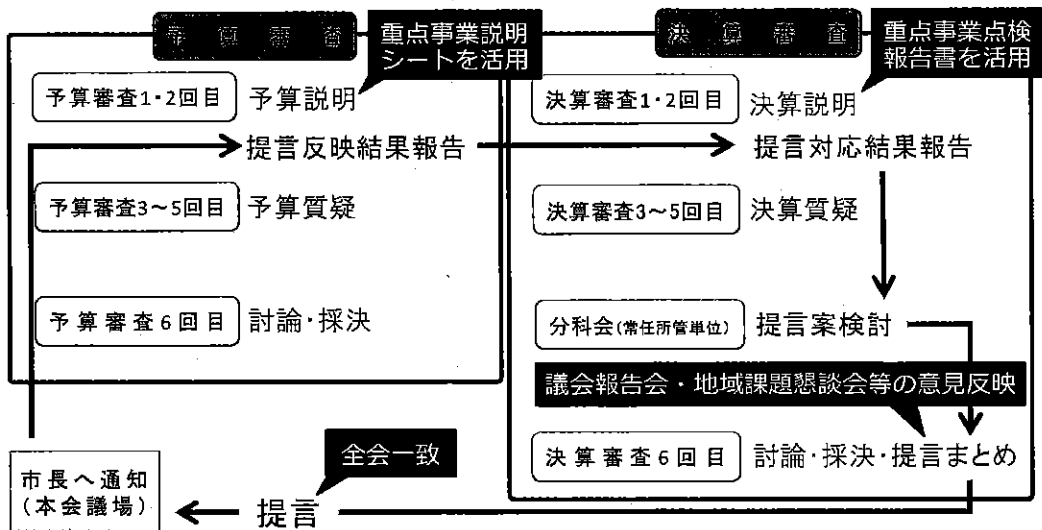 予算審査
重点事業説明
シートを活用
予算審査1・2回目 予算説明
提言反映結果報告
予算審査3～5回目 予算質疑
予算審査6回目 討論・採決
決算審査
重点事業点検
報告書を活用
決算審査1・2回目 決算説明
提言対応結果報告
決算審査3～5回目 決算質疑
分科会(常任所管単位) 提言案検討
議会報告会・地域課題懇談会等の意見反映
決算審査6回目 討論・採決・提言まとめ
全会一致
提言
市長へ通知
(本会議場)